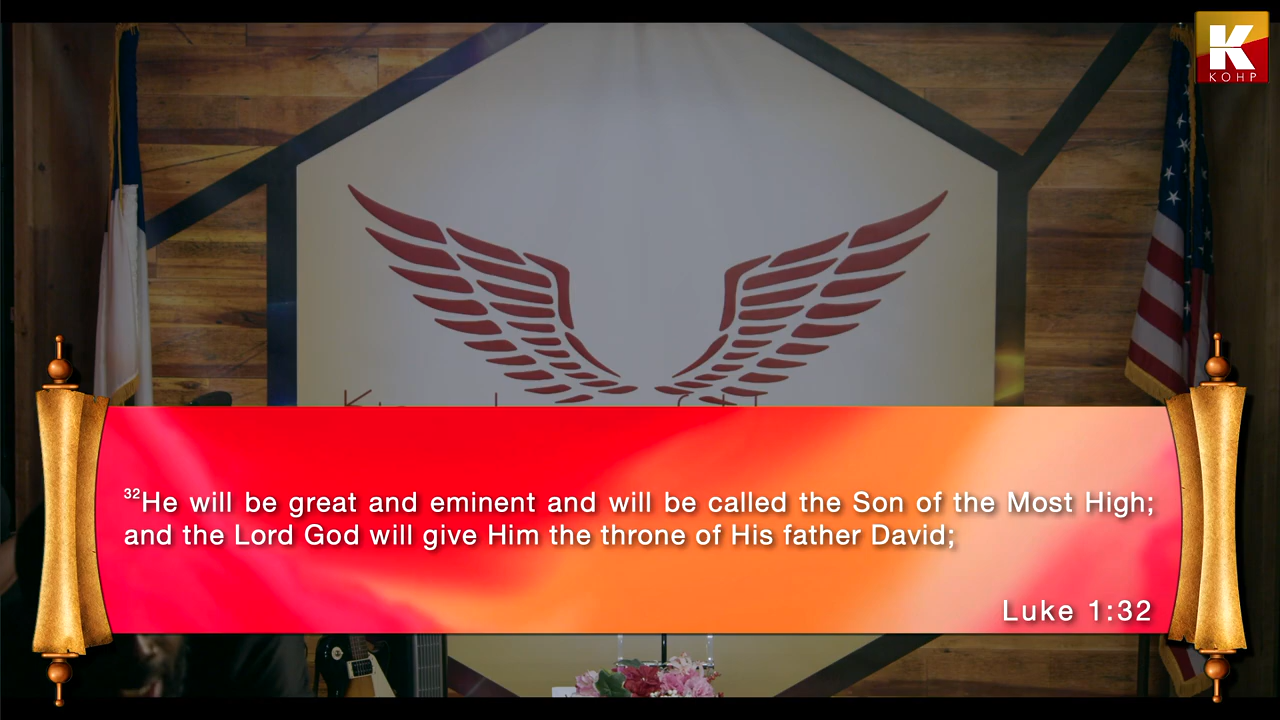 K
KOHP
32He will be great and eminent and will be called the Son of the Most High;
and the Lord God will give Him the throne of His father David;
Luke 1:32